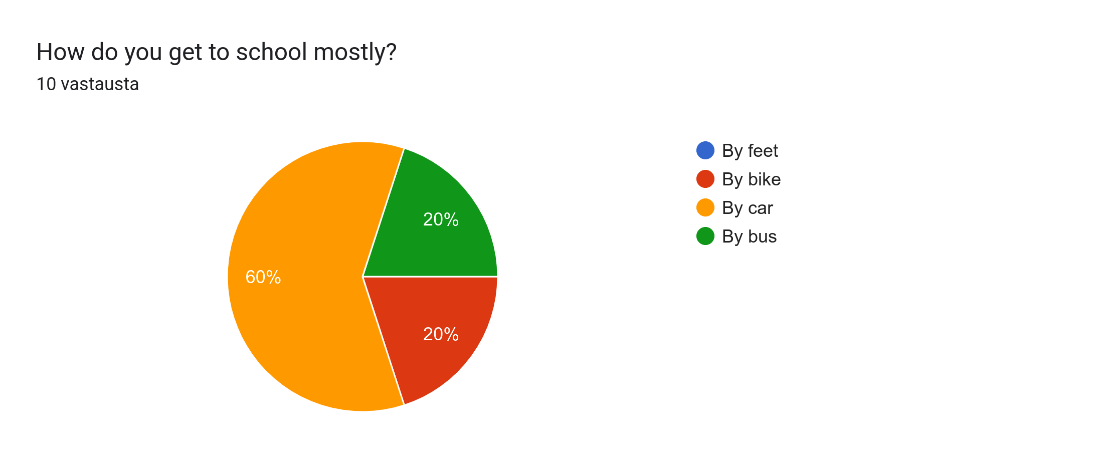 How do you get to school mostly?
10 vastausta
By feet
By bike
By car
By bus
20%
60%
20%